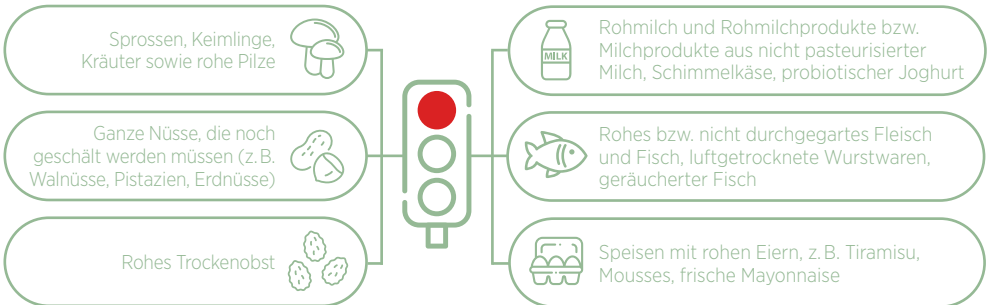 Sprossen, Keimlinge,
Kräuter sowie rohe Pilze
Ganze Nüsse, die noch
geschält werden müssen (z. B.
Walnüsse, Pistazien, Erdnüsse)
Rohes Trockenobst
MILK
Rohmilch und Rohmilchprodukte bzw.
Milchprodukte aus nicht pasteurisierter
Milch, Schimmelkäse, probiotischer Joghurt
Rohes bzw. nicht durchgegartes Fleisch
und Fisch, luftgetrocknete Wurstwaren,
geräucherter Fisch
Speisen mit rohen Eiern, z. B. Tiramisu,
Mousses, frische Mayonnaise